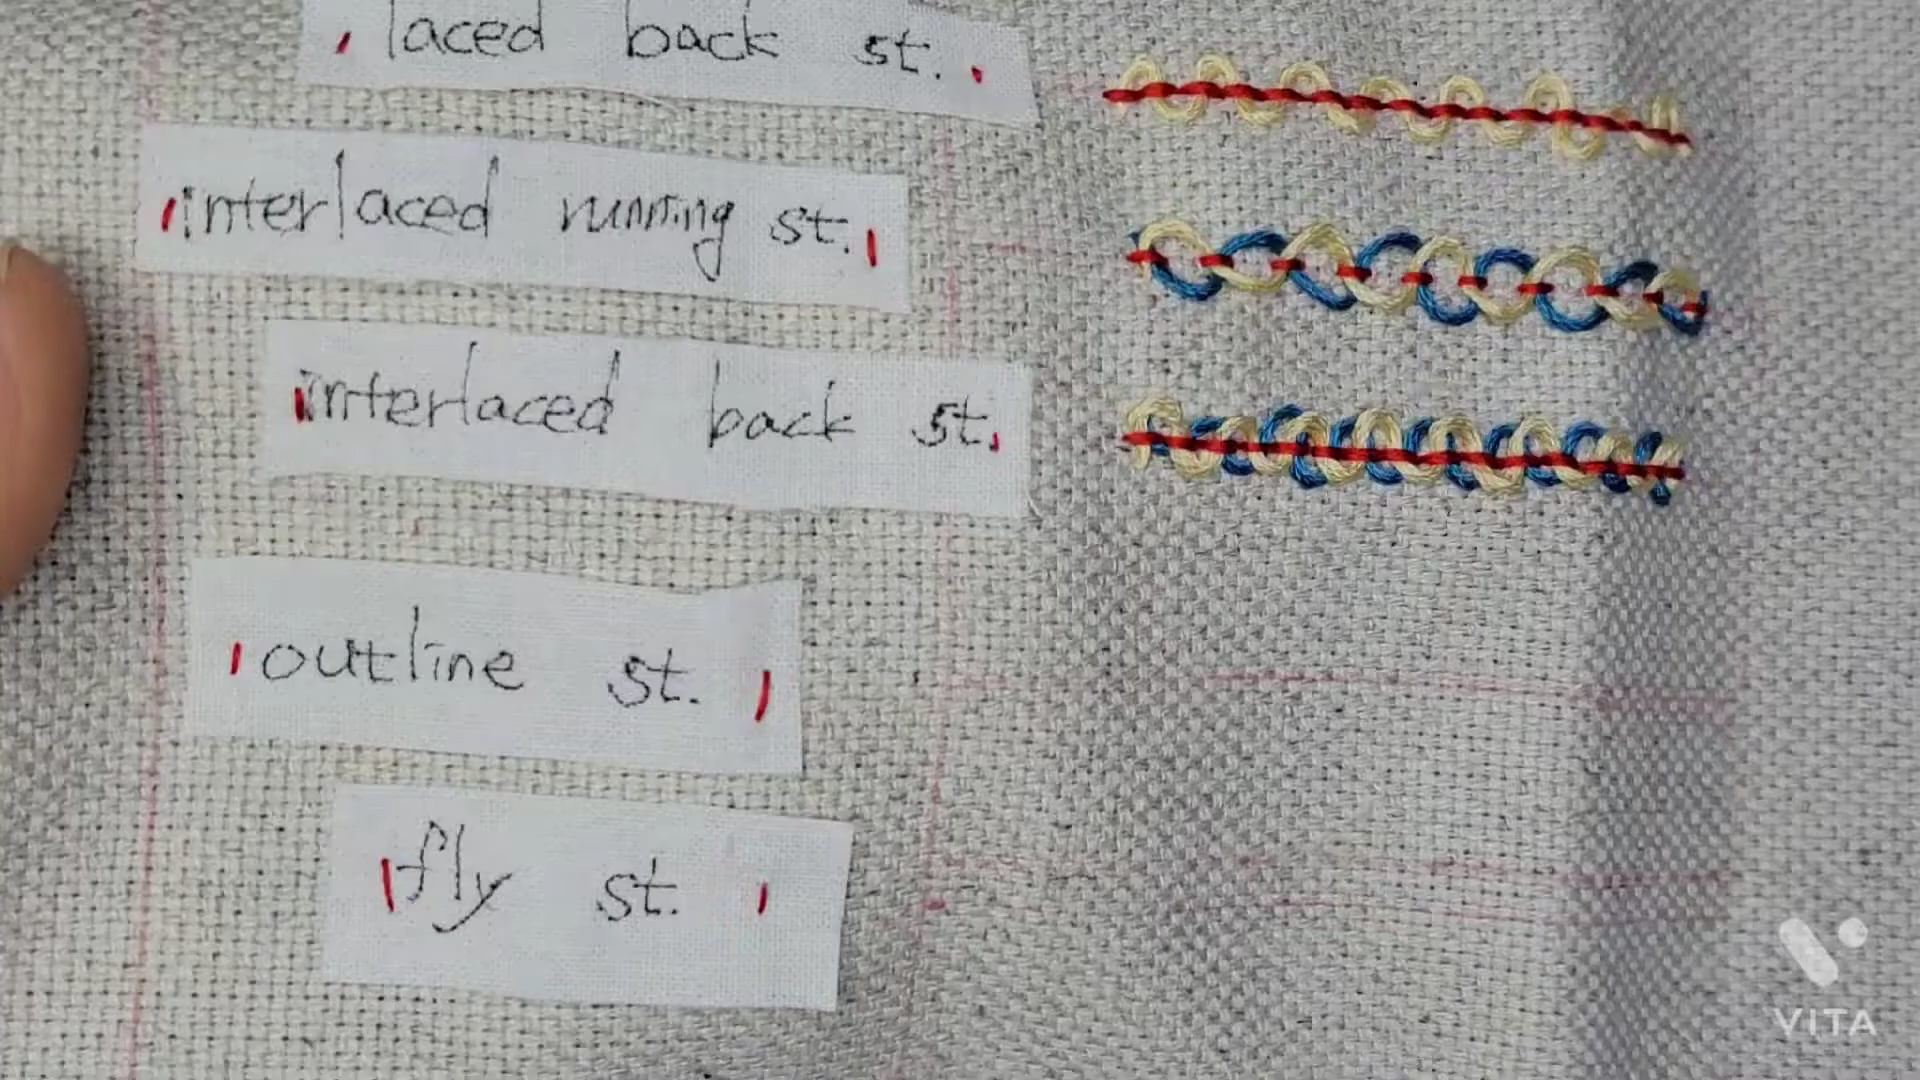 laced back st.
interlaced running st.
interlaced back st.
outline st.
fly st.
VITA